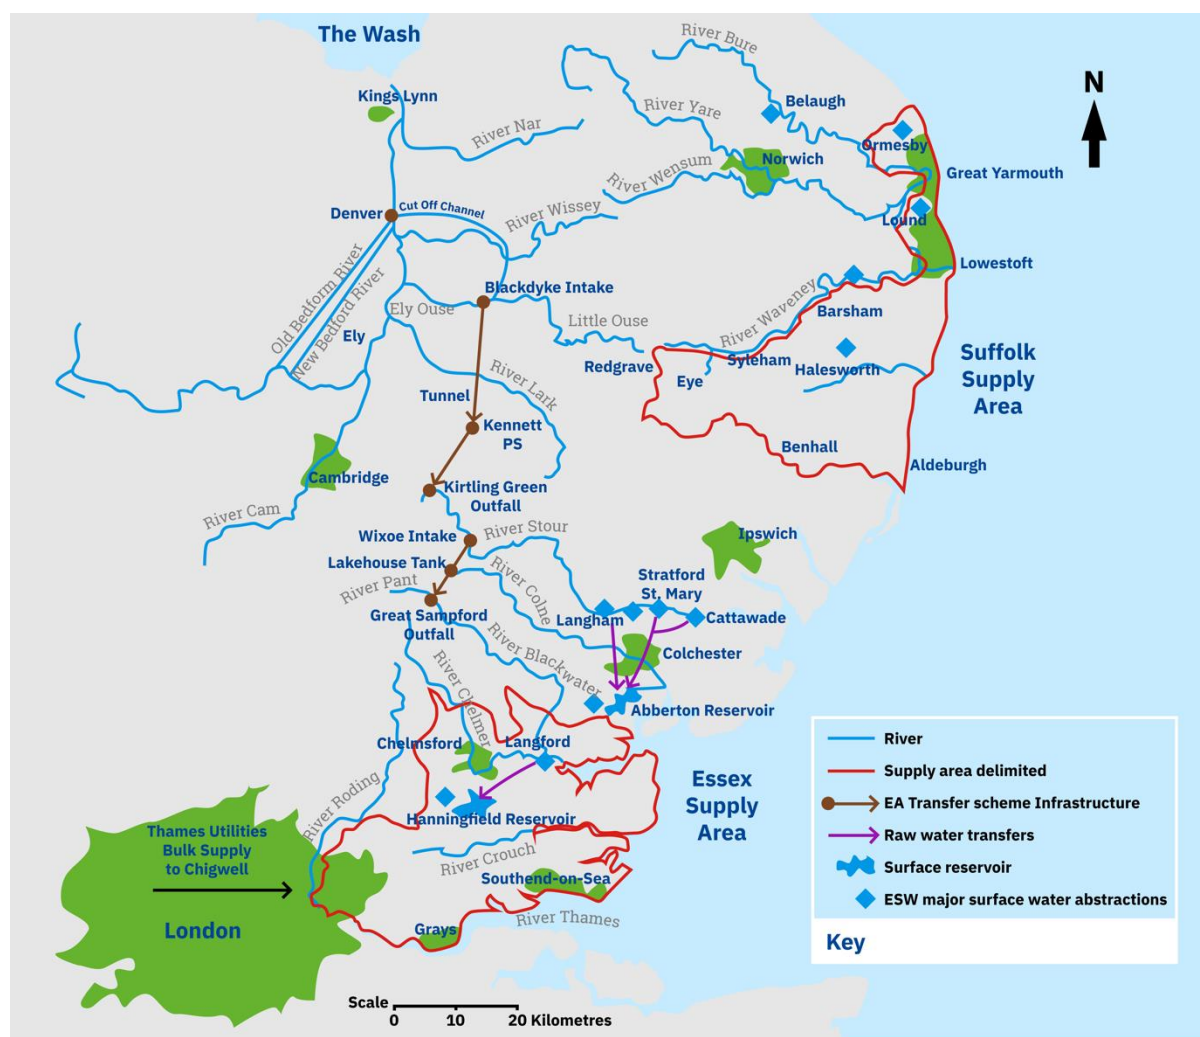 The Wash
River Bure
Kings Lynn
Belaugh
River Yare
River Nar
Ormesby
Norwich
Great Yarmouth
River Wensum
Denver
Cut Off Channel
River Wissey
Lound
Lowestoft
Old Bedform River
New Bedford River
Blackdyke Intake
Ely Ouse
Little Ouse
River Waveney
Barsham
Ely
Redgrave
Syleham
Halesworth
Eye
Suffolk
Supply
Area
Tunnel
River Lark
Kennett
PS
Benhall
Aldeburgh
Cambridge
Kirtling Green
Outfall
River Cam
Wixoe Intake
River Stour
Ipswich
Lakehouse Tank
River Pant
River Colne
Stratford
St. Mary
Great Sampford
Outfall
Langham
Cattawade
River Blackwater
Colchester
River Chelmer
Abberton Reservoir
Chelmsford
Langford
Essex
Supply
Area
River Roding
Hanningfield Reservoir
Thames Utilities
Bulk Supply
to Chigwell
River Crouch
Southend-on-Sea
London
Grays
River Thames
N
River
Supply area delimited
EA Transfer scheme Infrastructure
Raw water transfers
Surface reservoir
ESW major surface water abstractions
Key
Scale
0 10 20 Kilometres